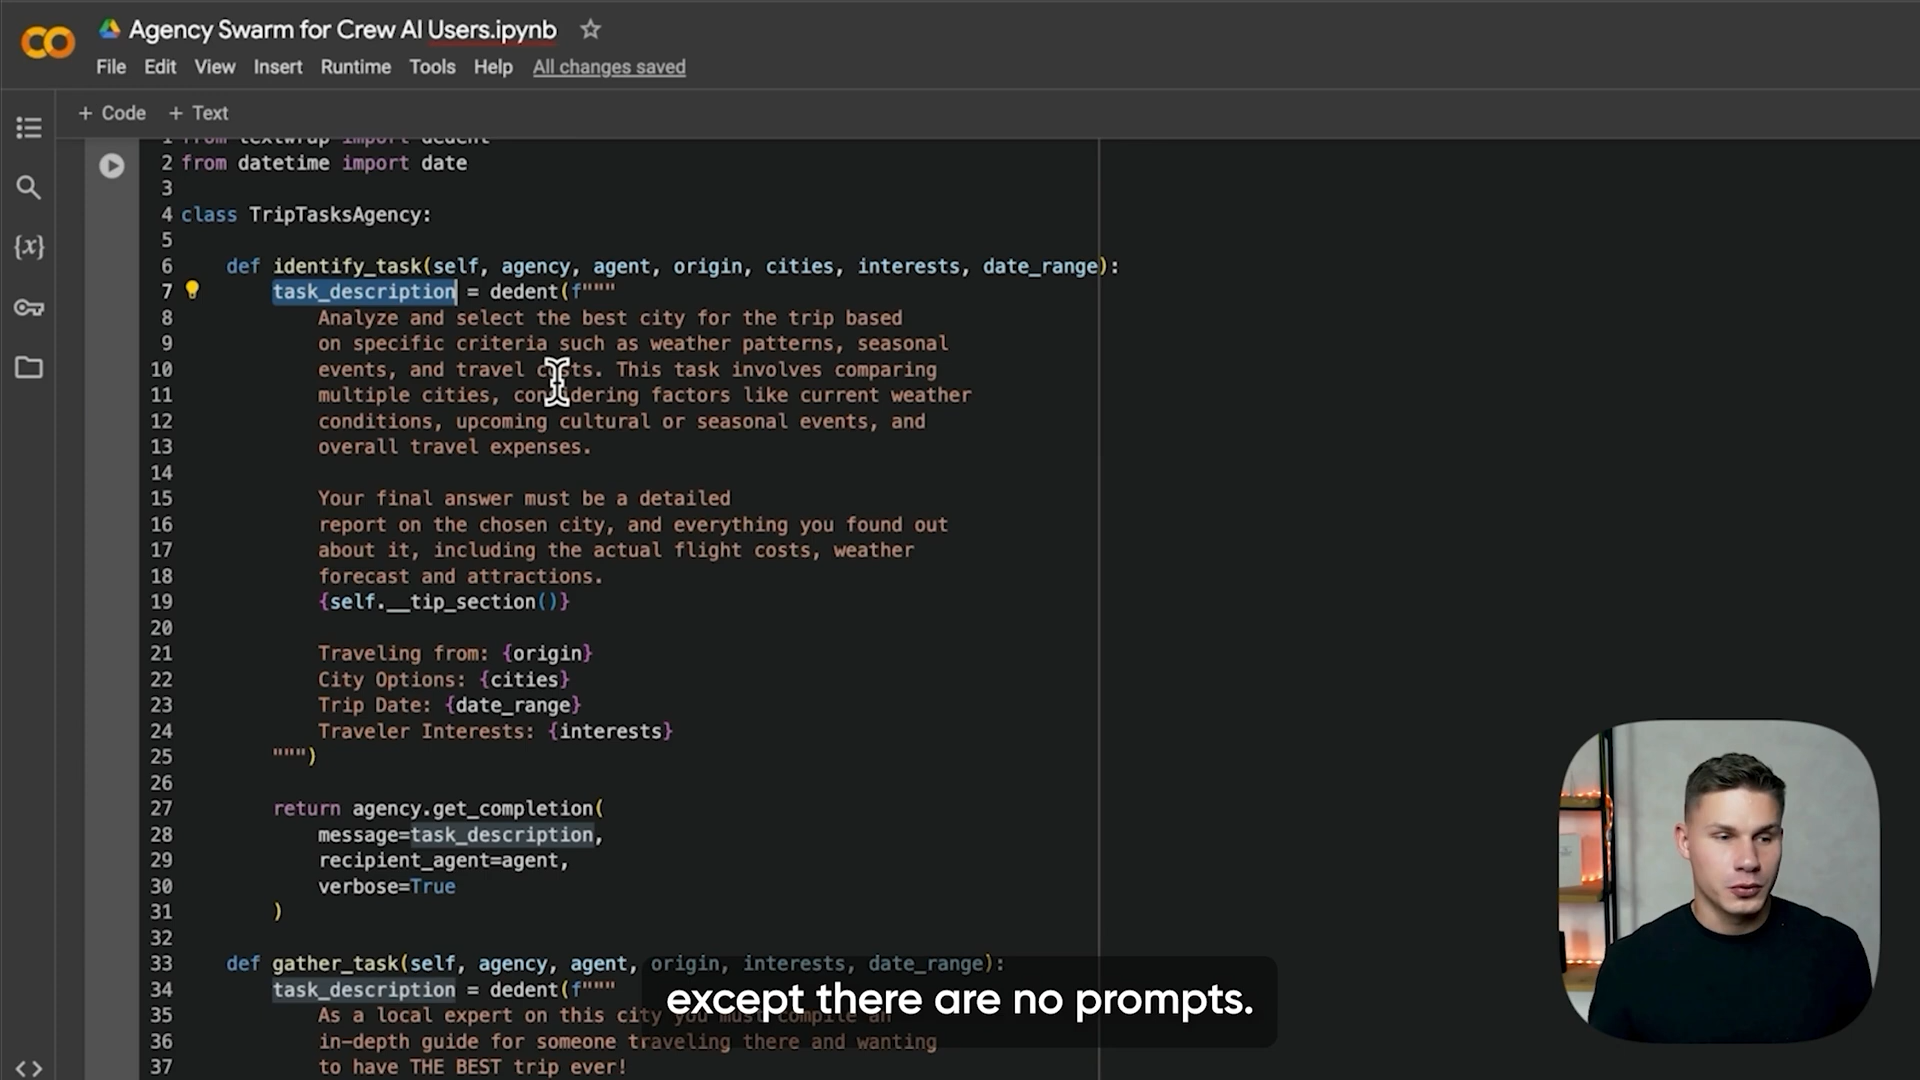 Agency Swarm for Crew AI Users.ipynb
File Edit View Insert Runtime Tools Help All changes saved
+ Code + Text
1 from textwrap import dedent
2 from datetime import date
3
4 class TripTasksAgency:
5
6 def identify_task(self, agency, agent, origin, cities, interests, date_range):
7 task_description = dedent(f"""
8 Analyze and select the best city for the trip based
9 on specific criteria such as weather patterns, seasonal
10 events, and travel costs. This task involves comparing
11 multiple cities, considering factors like current weather
12 conditions, upcoming cultural or seasonal events, and
13 overall travel expenses.
14
15 Your final answer must be a detailed
16 report on the chosen city, and everything you found out
17 about it, including the actual flight costs, weather
18 forecast and attractions.
19 {self.__tip_section()}
20
21 Traveling from: {origin}
22 City Options: {cities}
23 Trip Date: {date_range}
24 Traveler Interests: {interests}
25 """)
26
27 return agency.get_completion(
28 message=task_description,
29 recipient_agent=agent,
30 verbose=True
31 )
32
33 def gather_task(self, agency, agent, origin, interests, date_range):
34 task_description = dedent(f"""
35 As a local expert on this city you must compile an
36 in-depth guide for someone traveling there and wanting
37 to have THE BEST trip ever!
except there are no prompts.